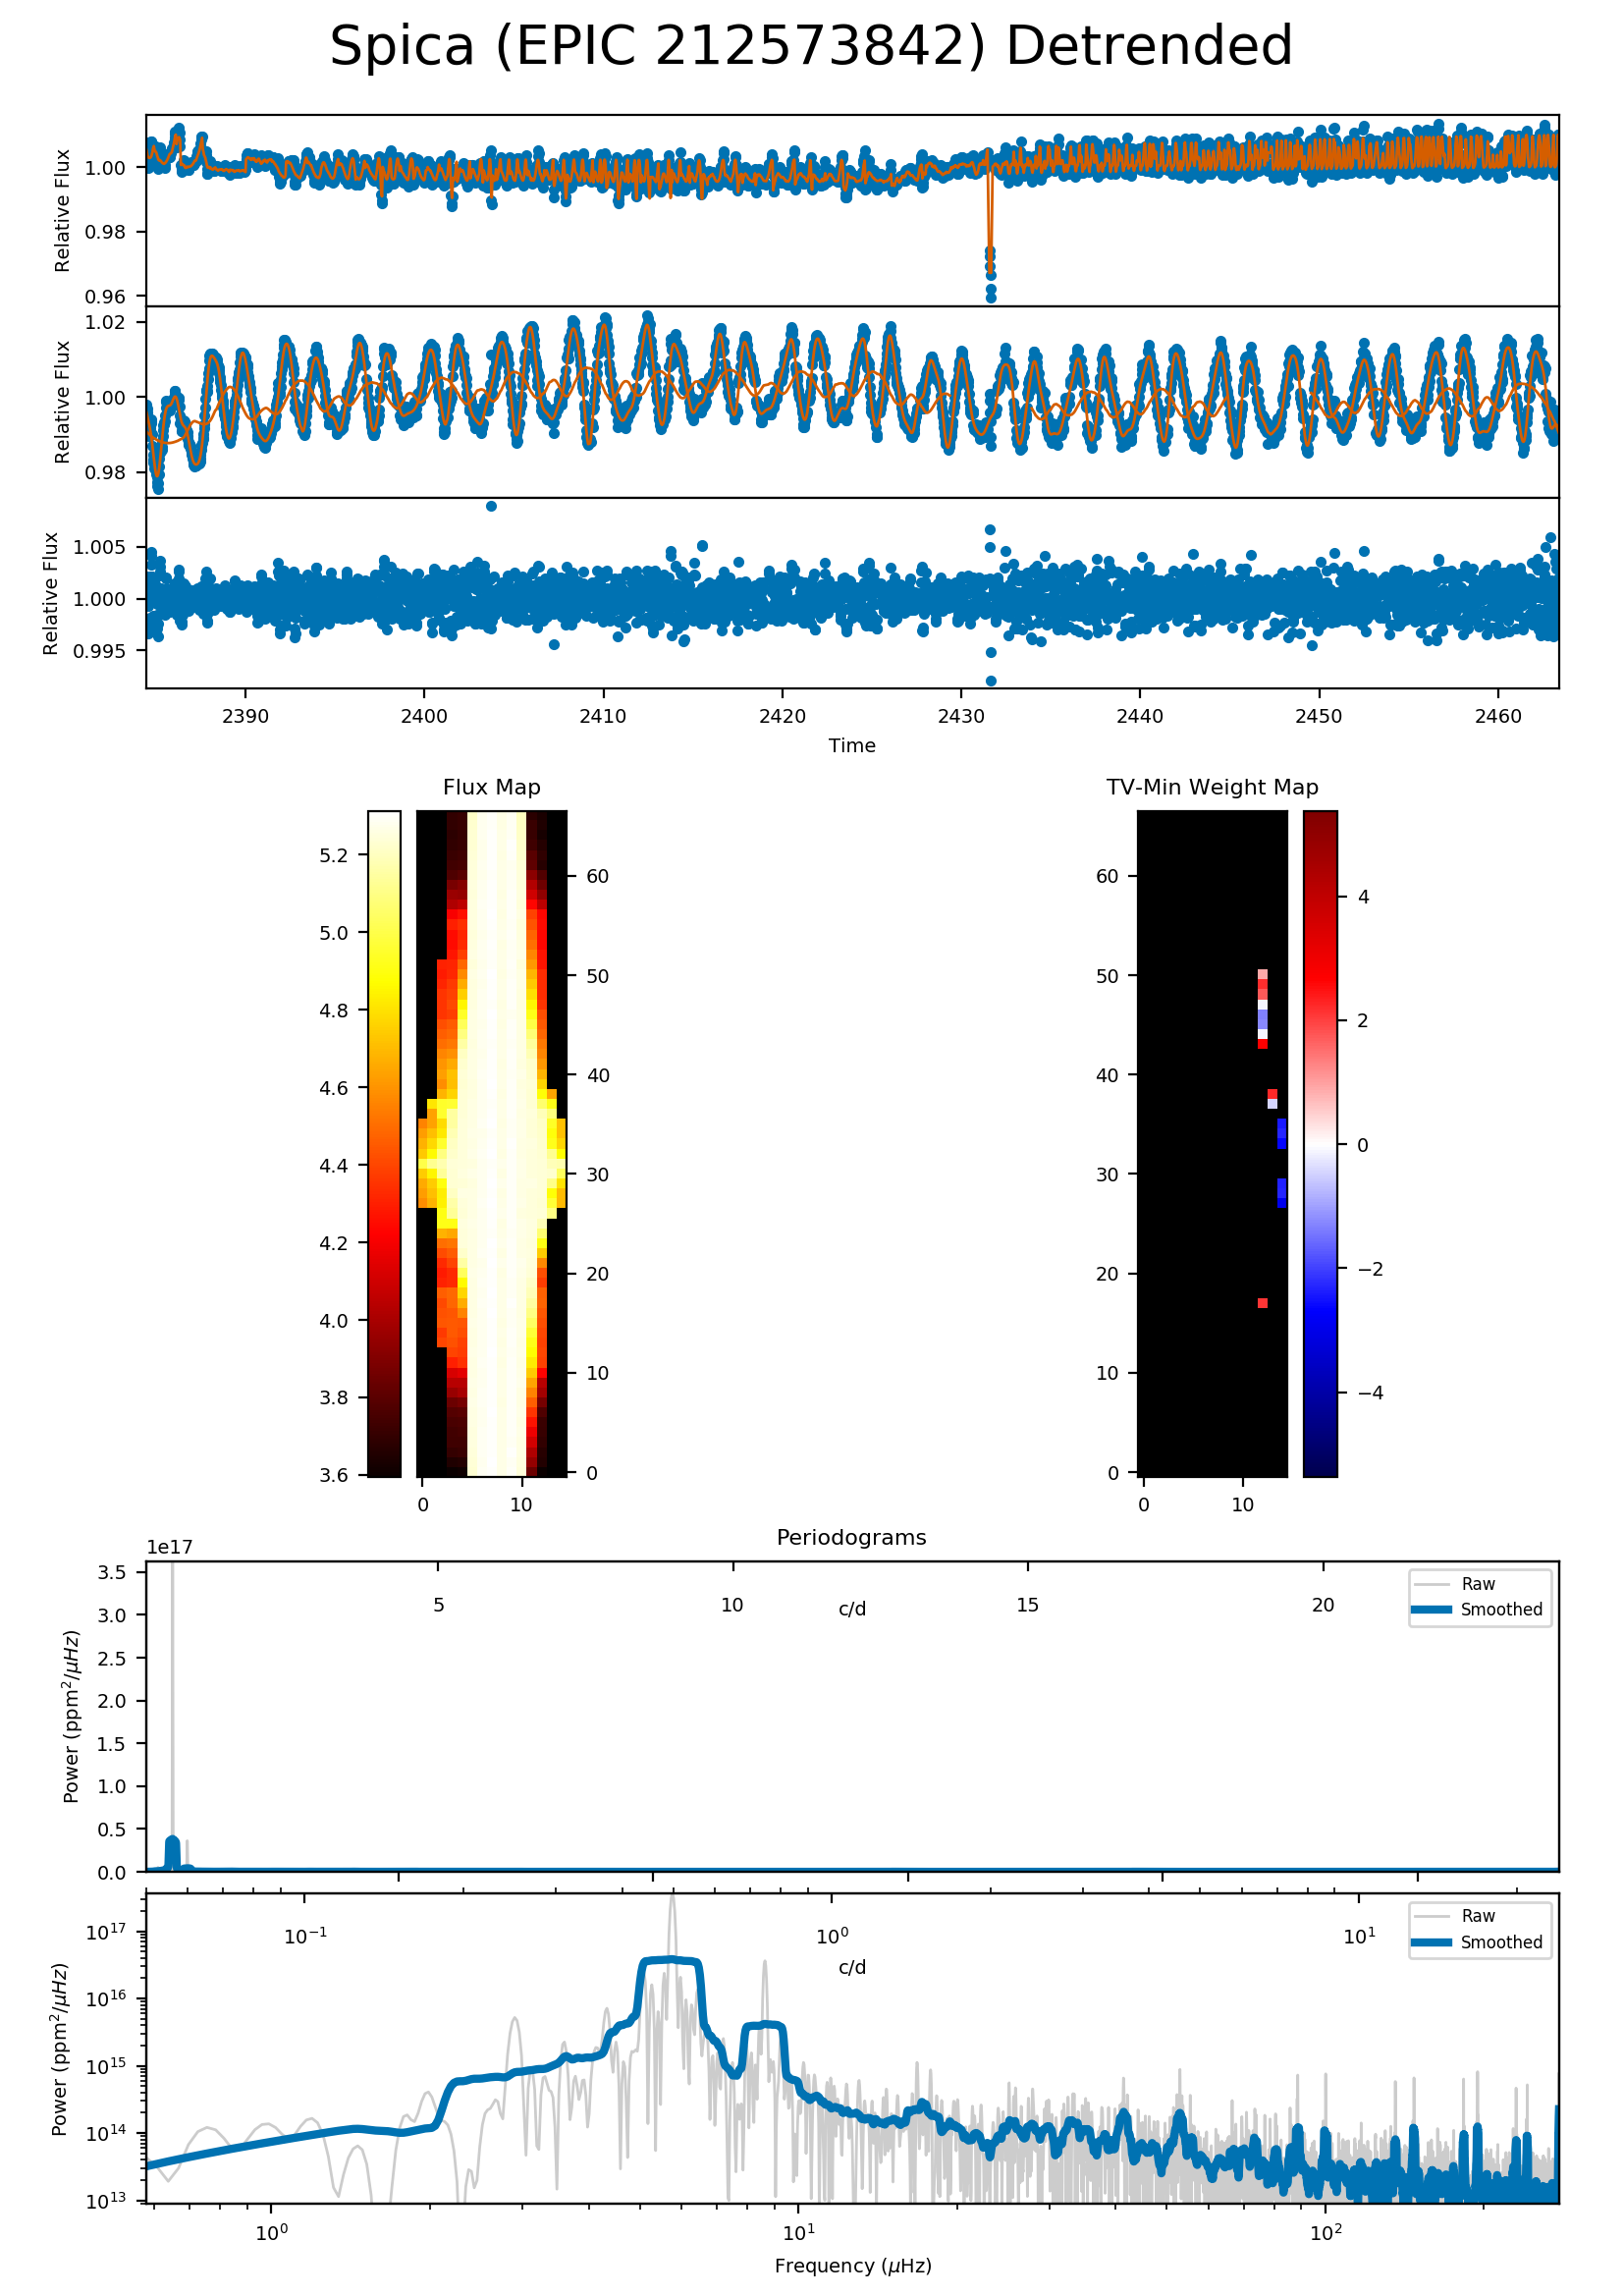 Spica (EPIC 212573842) Detrended
Relative Flux
1.00
0.98
0.96
Relative Flux
1.02
1.00
0.98
Relative Flux
1.005
1.000
0.995
2390 2400 2410 2420 2430 2440 2450 2460
Time
Flux Map
5.2
5.0
4.8
4.6
4.4
4.2
4.0
3.8
3.6
60
50
40
30
20
10
0
0 10
TV-Min Weight Map
60
50
40
30
20
10
0
0 10
4
2
0
−2
−4
Periodograms
1e17
Power (ppm²/μHz)
3.5
3.0
2.5
2.0
1.5
1.0
0.5
0.0
5 10 15 20
c/d
Raw
Smoothed
Power (ppm²/μHz)
10¹⁷
10¹⁶
10¹⁵
10¹⁴
10¹³
10⁻¹ 10⁰ 10¹
c/d
Raw
Smoothed
10⁰ 10¹ 10²
Frequency (μHz)